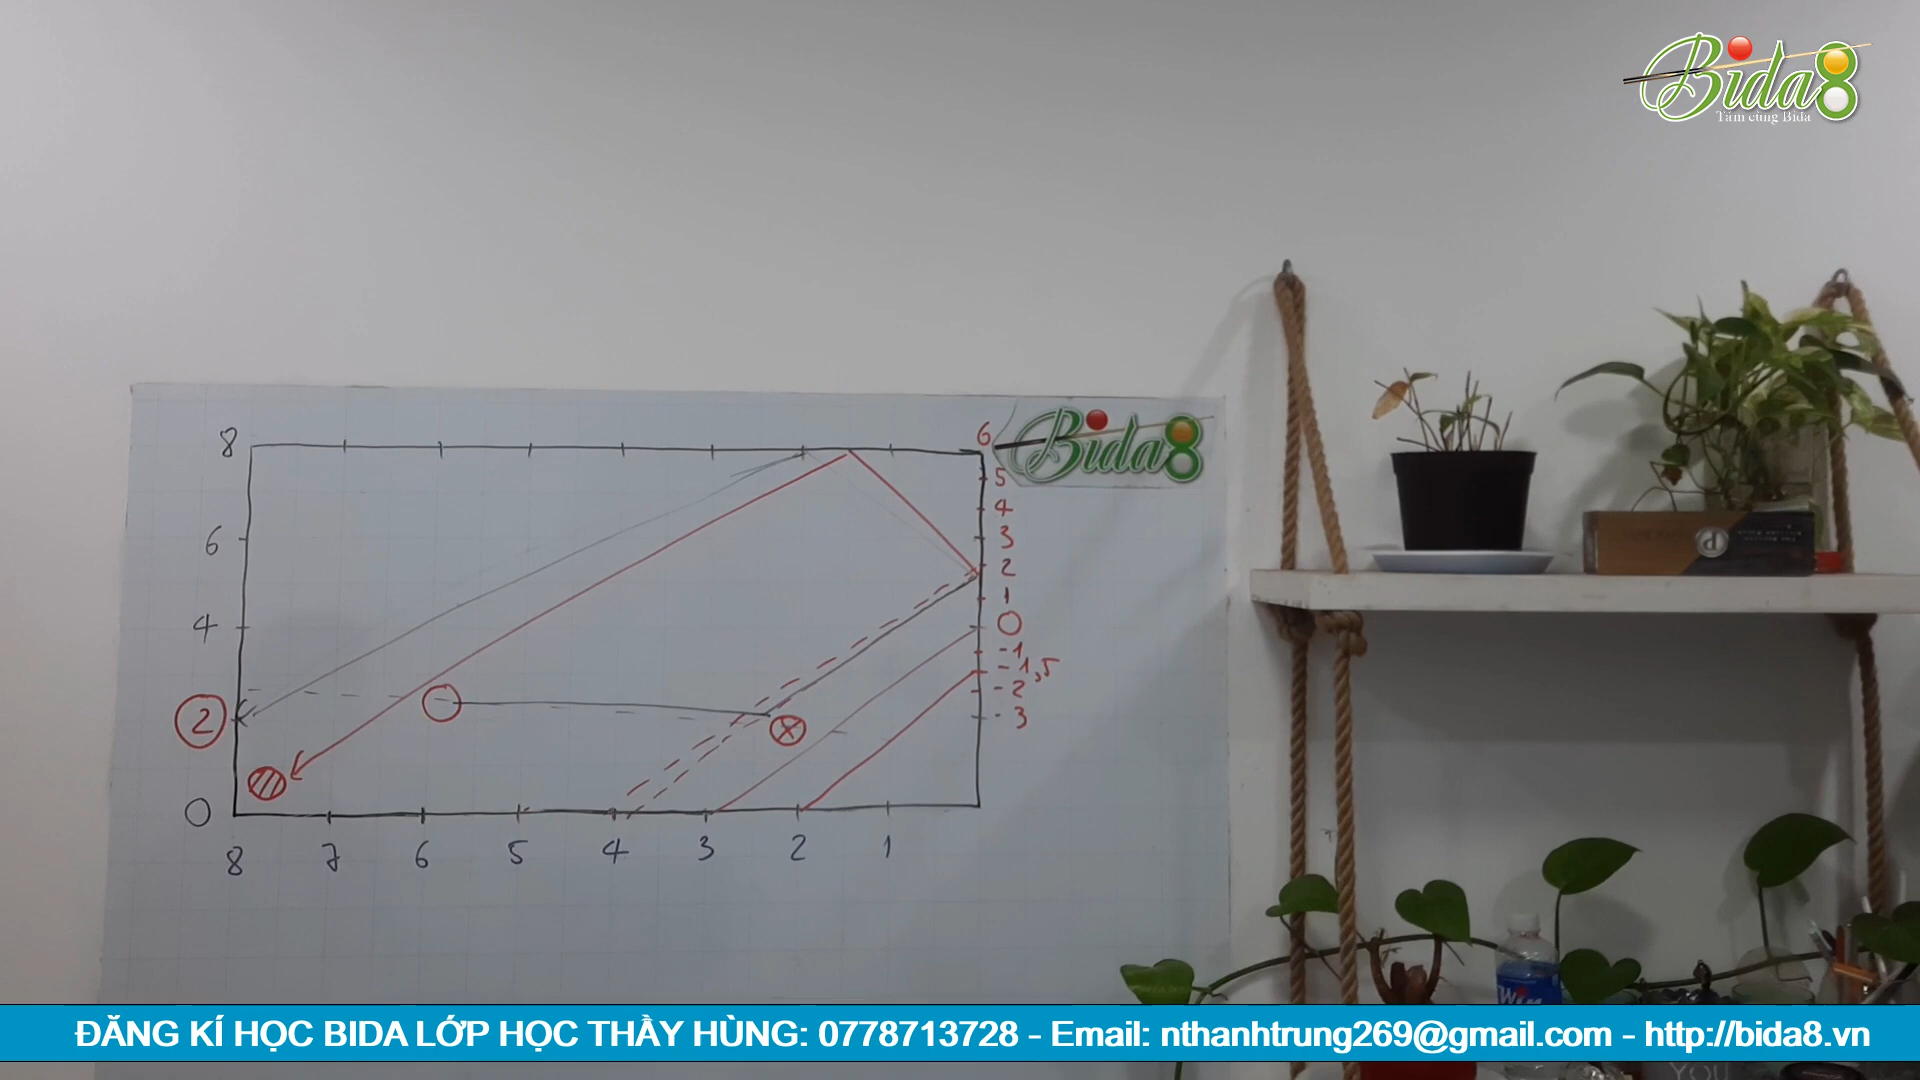 Bida8
Tâm cùng Bida
Bida8
8
6
4
2
0
8 7 6 5 4 3 2 1
6
5
4
3
2
1
0
-1
-1,5
-2
-3
ĐĂNG KÍ HỌC BIDA LỚP HỌC THẦY HÙNG: 0778713728 - Email: nthanhtrung269@gmail.com - http://bida8.vn
YOU